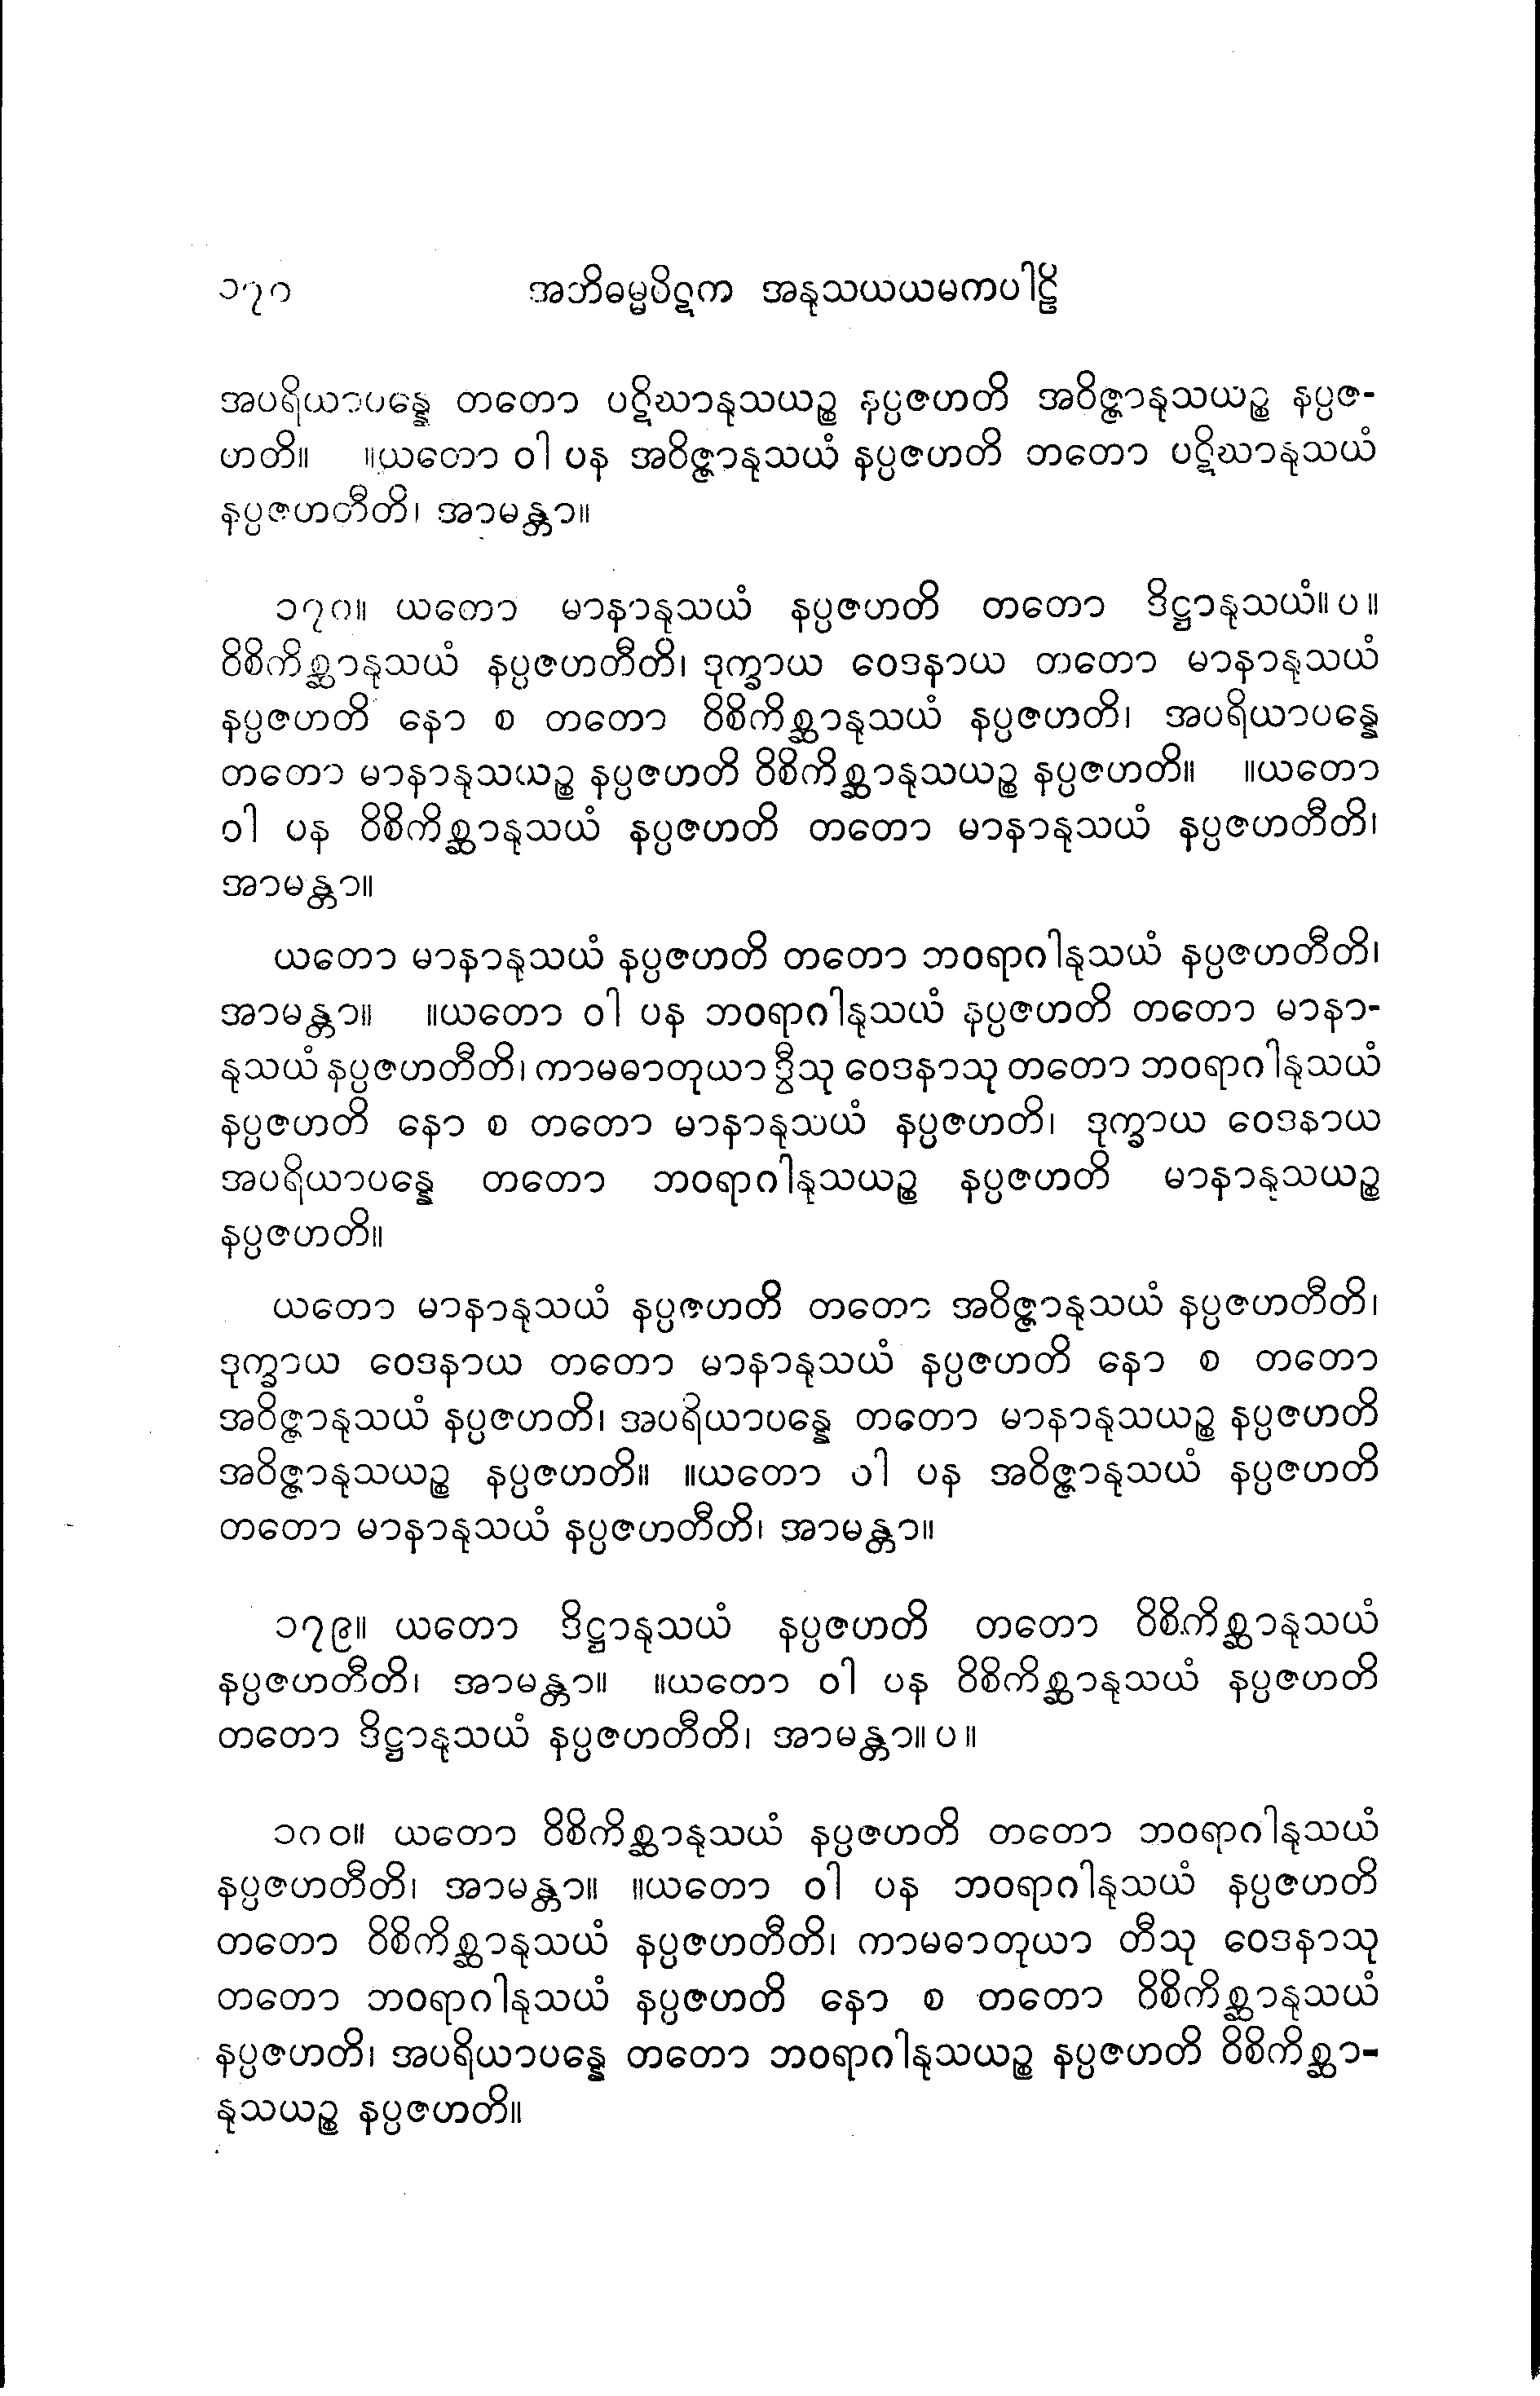 ၁၇၈ အဘိဓမ္မပိဋက အနုသယယမကပါဠိ
အပရိယာပန္နေ တတော ပဋိဃာနုသယဉ္စ နပ္ပဇဟတိ အဝိဇ္ဇာနုသယဉ္စ နပ္ပဇ-
ဟတိ။ ။ယတော ဝါ ပန အဝိဇ္ဇာနုသယံ နပ္ပဇဟတိ တတော ပဋိဃာနုသယံ
နပ္ပဇဟတီတိ၊ အာမန္တာ။
၁၇၈။ ယတော မာနာနုသယံ နပ္ပဇဟတိ တတော ဒိဋ္ဌာနုသယံ။ ပ ။
ဝိစိကိစ္ဆာနုသယံ နပ္ပဇဟတီတိ၊ ဒုက္ခာယ ဝေဒနာယ တတော မာနာနုသယံ
နပ္ပဇဟတိ နော စ တတော ဝိစိကိစ္ဆာနုသယံ နပ္ပဇဟတိ၊ အပရိယာပန္နေ
တတော မာနာနုသယဉ္စ နပ္ပဇဟတိ ဝိစိကိစ္ဆာနုသယဉ္စ နပ္ပဇဟတိ။ ။ယတော
ဝါ ပန ဝိစိကိစ္ဆာနုသယံ နပ္ပဇဟတိ တတော မာနာနုသယံ နပ္ပဇဟတီတိ၊
အာမန္တာ။
ယတော မာနာနုသယံ နပ္ပဇဟတိ တတော ဘဝရာဂါနုသယံ နပ္ပဇဟတီတိ၊
အာမန္တာ။ ။ယတော ဝါ ပန ဘဝရာဂါနုသယံ နပ္ပဇဟတိ တတော မာနာ-
နုသယံ နပ္ပဇဟတီတိ၊ ကာမဓာတုယာ ဒွီသု ဝေဒနာသု တတော ဘဝရာဂါနုသယံ
နပ္ပဇဟတိ နော စ တတော မာနာနုသယံ နပ္ပဇဟတိ၊ ဒုက္ခာယ ဝေဒနာယ
အပရိယာပန္နေ တတော ဘဝရာဂါနုသယဉ္စ နပ္ပဇဟတိ မာနာနုသယဉ္စ
နပ္ပဇဟတိ။
ယတော မာနာနုသယံ နပ္ပဇဟတိ တတော အဝိဇ္ဇာနုသယံ နပ္ပဇဟတီတိ၊
ဒုက္ခာယ ဝေဒနာယ တတော မာနာနုသယံ နပ္ပဇဟတိ နော စ တတော
အဝိဇ္ဇာနုသယံ နပ္ပဇဟတိ၊ အပရိယာပန္နေ တတော မာနာနုသယဉ္စ နပ္ပဇဟတိ
အဝိဇ္ဇာနုသယဉ္စ နပ္ပဇဟတိ။ ။ယတော ဝါ ပန အဝိဇ္ဇာနုသယံ နပ္ပဇဟတိ
တတော မာနာနုသယံ နပ္ပဇဟတီတိ၊ အာမန္တာ။
၁၇၉။ ယတော ဒိဋ္ဌာနုသယံ နပ္ပဇဟတိ တတော ဝိစိကိစ္ဆာနုသယံ
နပ္ပဇဟတီတိ၊ အာမန္တာ။ ။ယတော ဝါ ပန ဝိစိကိစ္ဆာနုသယံ နပ္ပဇဟတိ
တတော ဒိဋ္ဌာနုသယံ နပ္ပဇဟတီတိ၊ အာမန္တာ။ ပ ။
၁၈၀။ ယတော ဝိစိကိစ္ဆာနုသယံ နပ္ပဇဟတိ တတော ဘဝရာဂါနုသယံ
နပ္ပဇဟတီတိ၊ အာမန္တာ။ ။ယတော ဝါ ပန ဘဝရာဂါနုသယံ နပ္ပဇဟတိ
တတော ဝိစိကိစ္ဆာနုသယံ နပ္ပဇဟတီတိ၊ ကာမဓာတုယာ တီသု ဝေဒနာသု
တတော ဘဝရာဂါနုသယံ နပ္ပဇဟတိ နော စ တတော ဝိစိကိစ္ဆာနုသယံ
နပ္ပဇဟတိ၊ အပရိယာပန္နေ တတော ဘဝရာဂါနုသယဉ္စ နပ္ပဇဟတိ ဝိစိကိစ္ဆာ-
နုသယဉ္စ နပ္ပဇဟတိ။